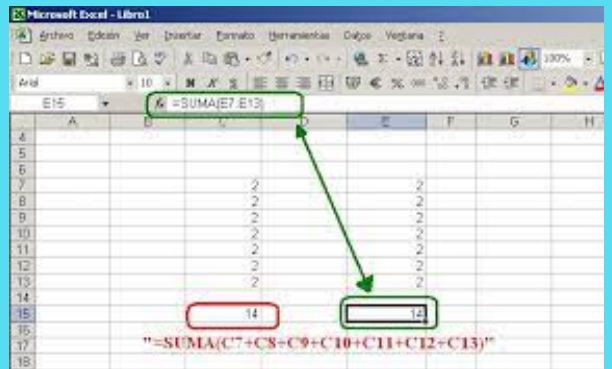 Microsoft Excel - Libro1
Archivo Edición Ver Insertar Formato Herramientas Datos Ventana ?
100%
Arial 10 N K S € %
E15 fx =SUMA(E7:E13)
A B C D E F G H
4
5
6
7 2 2
8 2 2
9 2 2
10 2 2
11 2 2
12 2 2
13 2 2
14
15 14 14
16
17 "=SUMA(C7+C8+C9+C10+C11+C12+C13)"
18